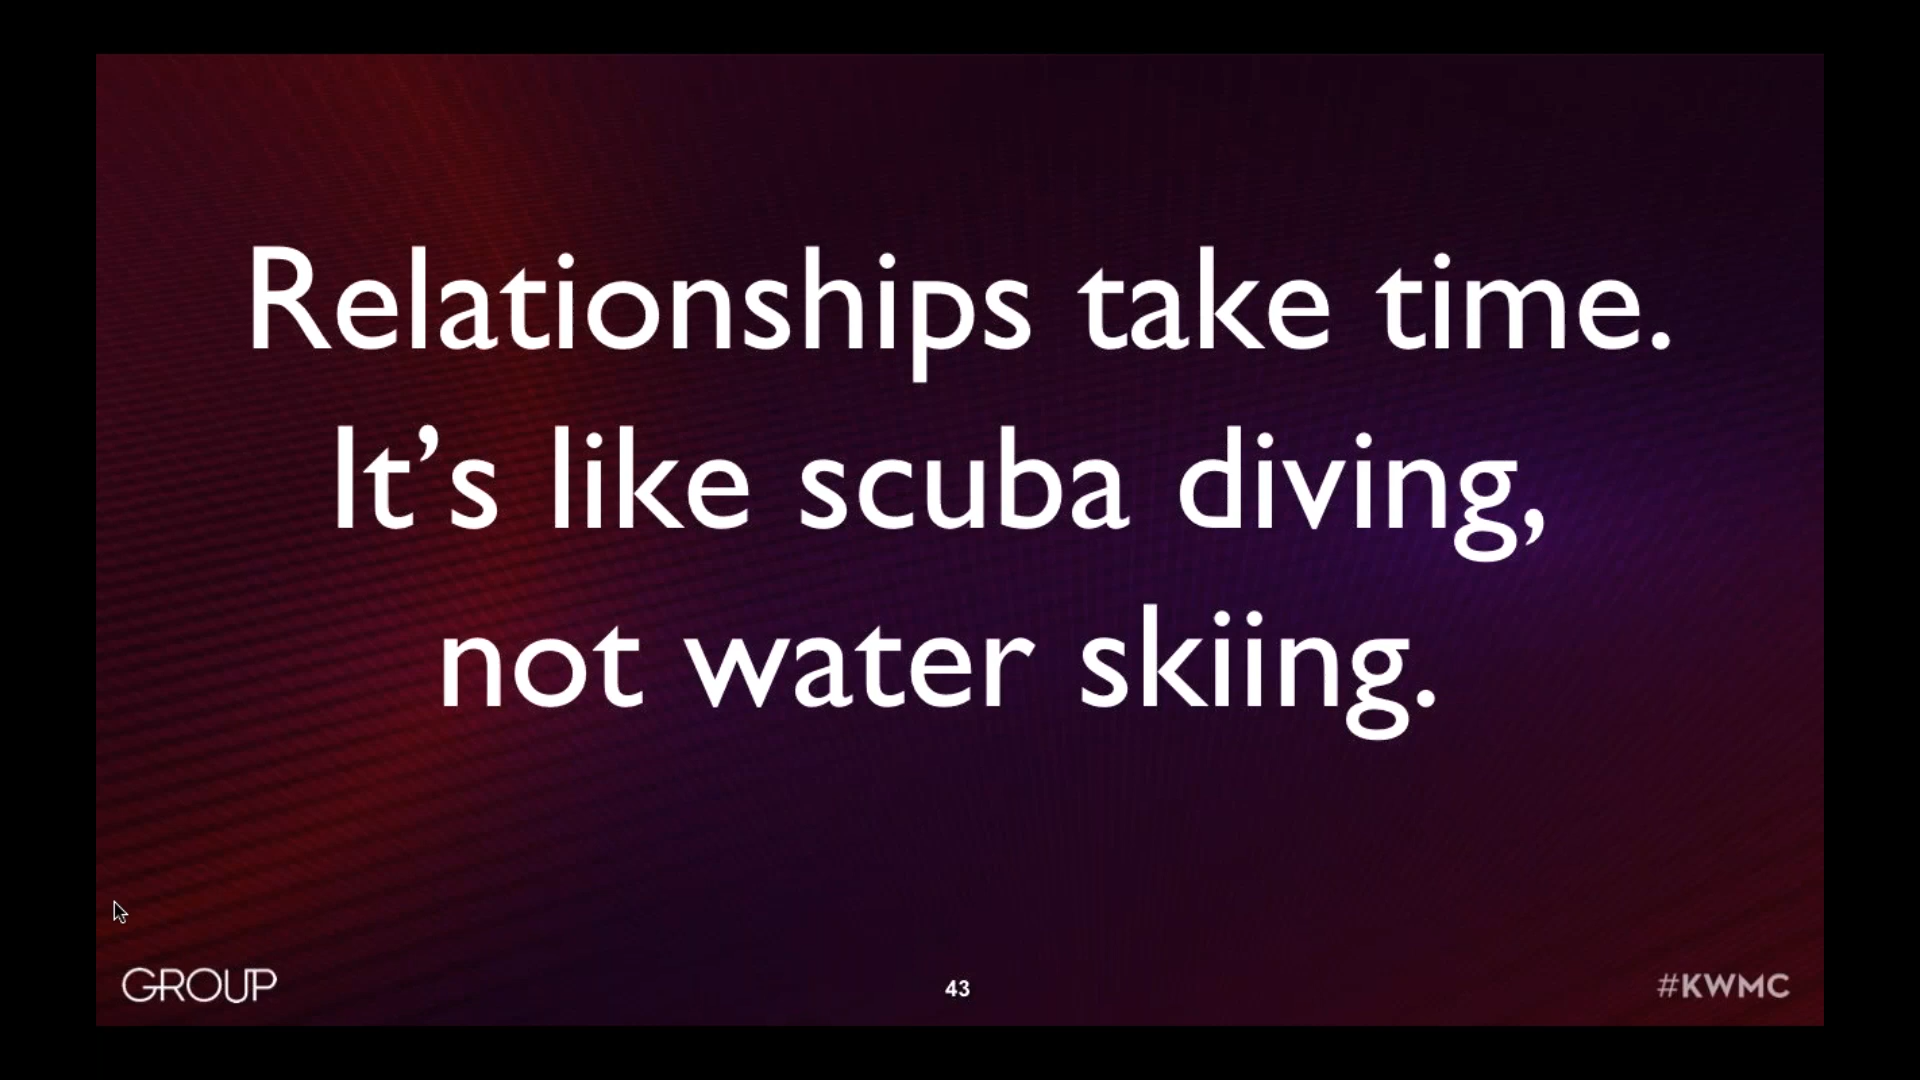 Relationships take time.
It’s like scuba diving,
not water skiing.
GROUP
43
#KWMC